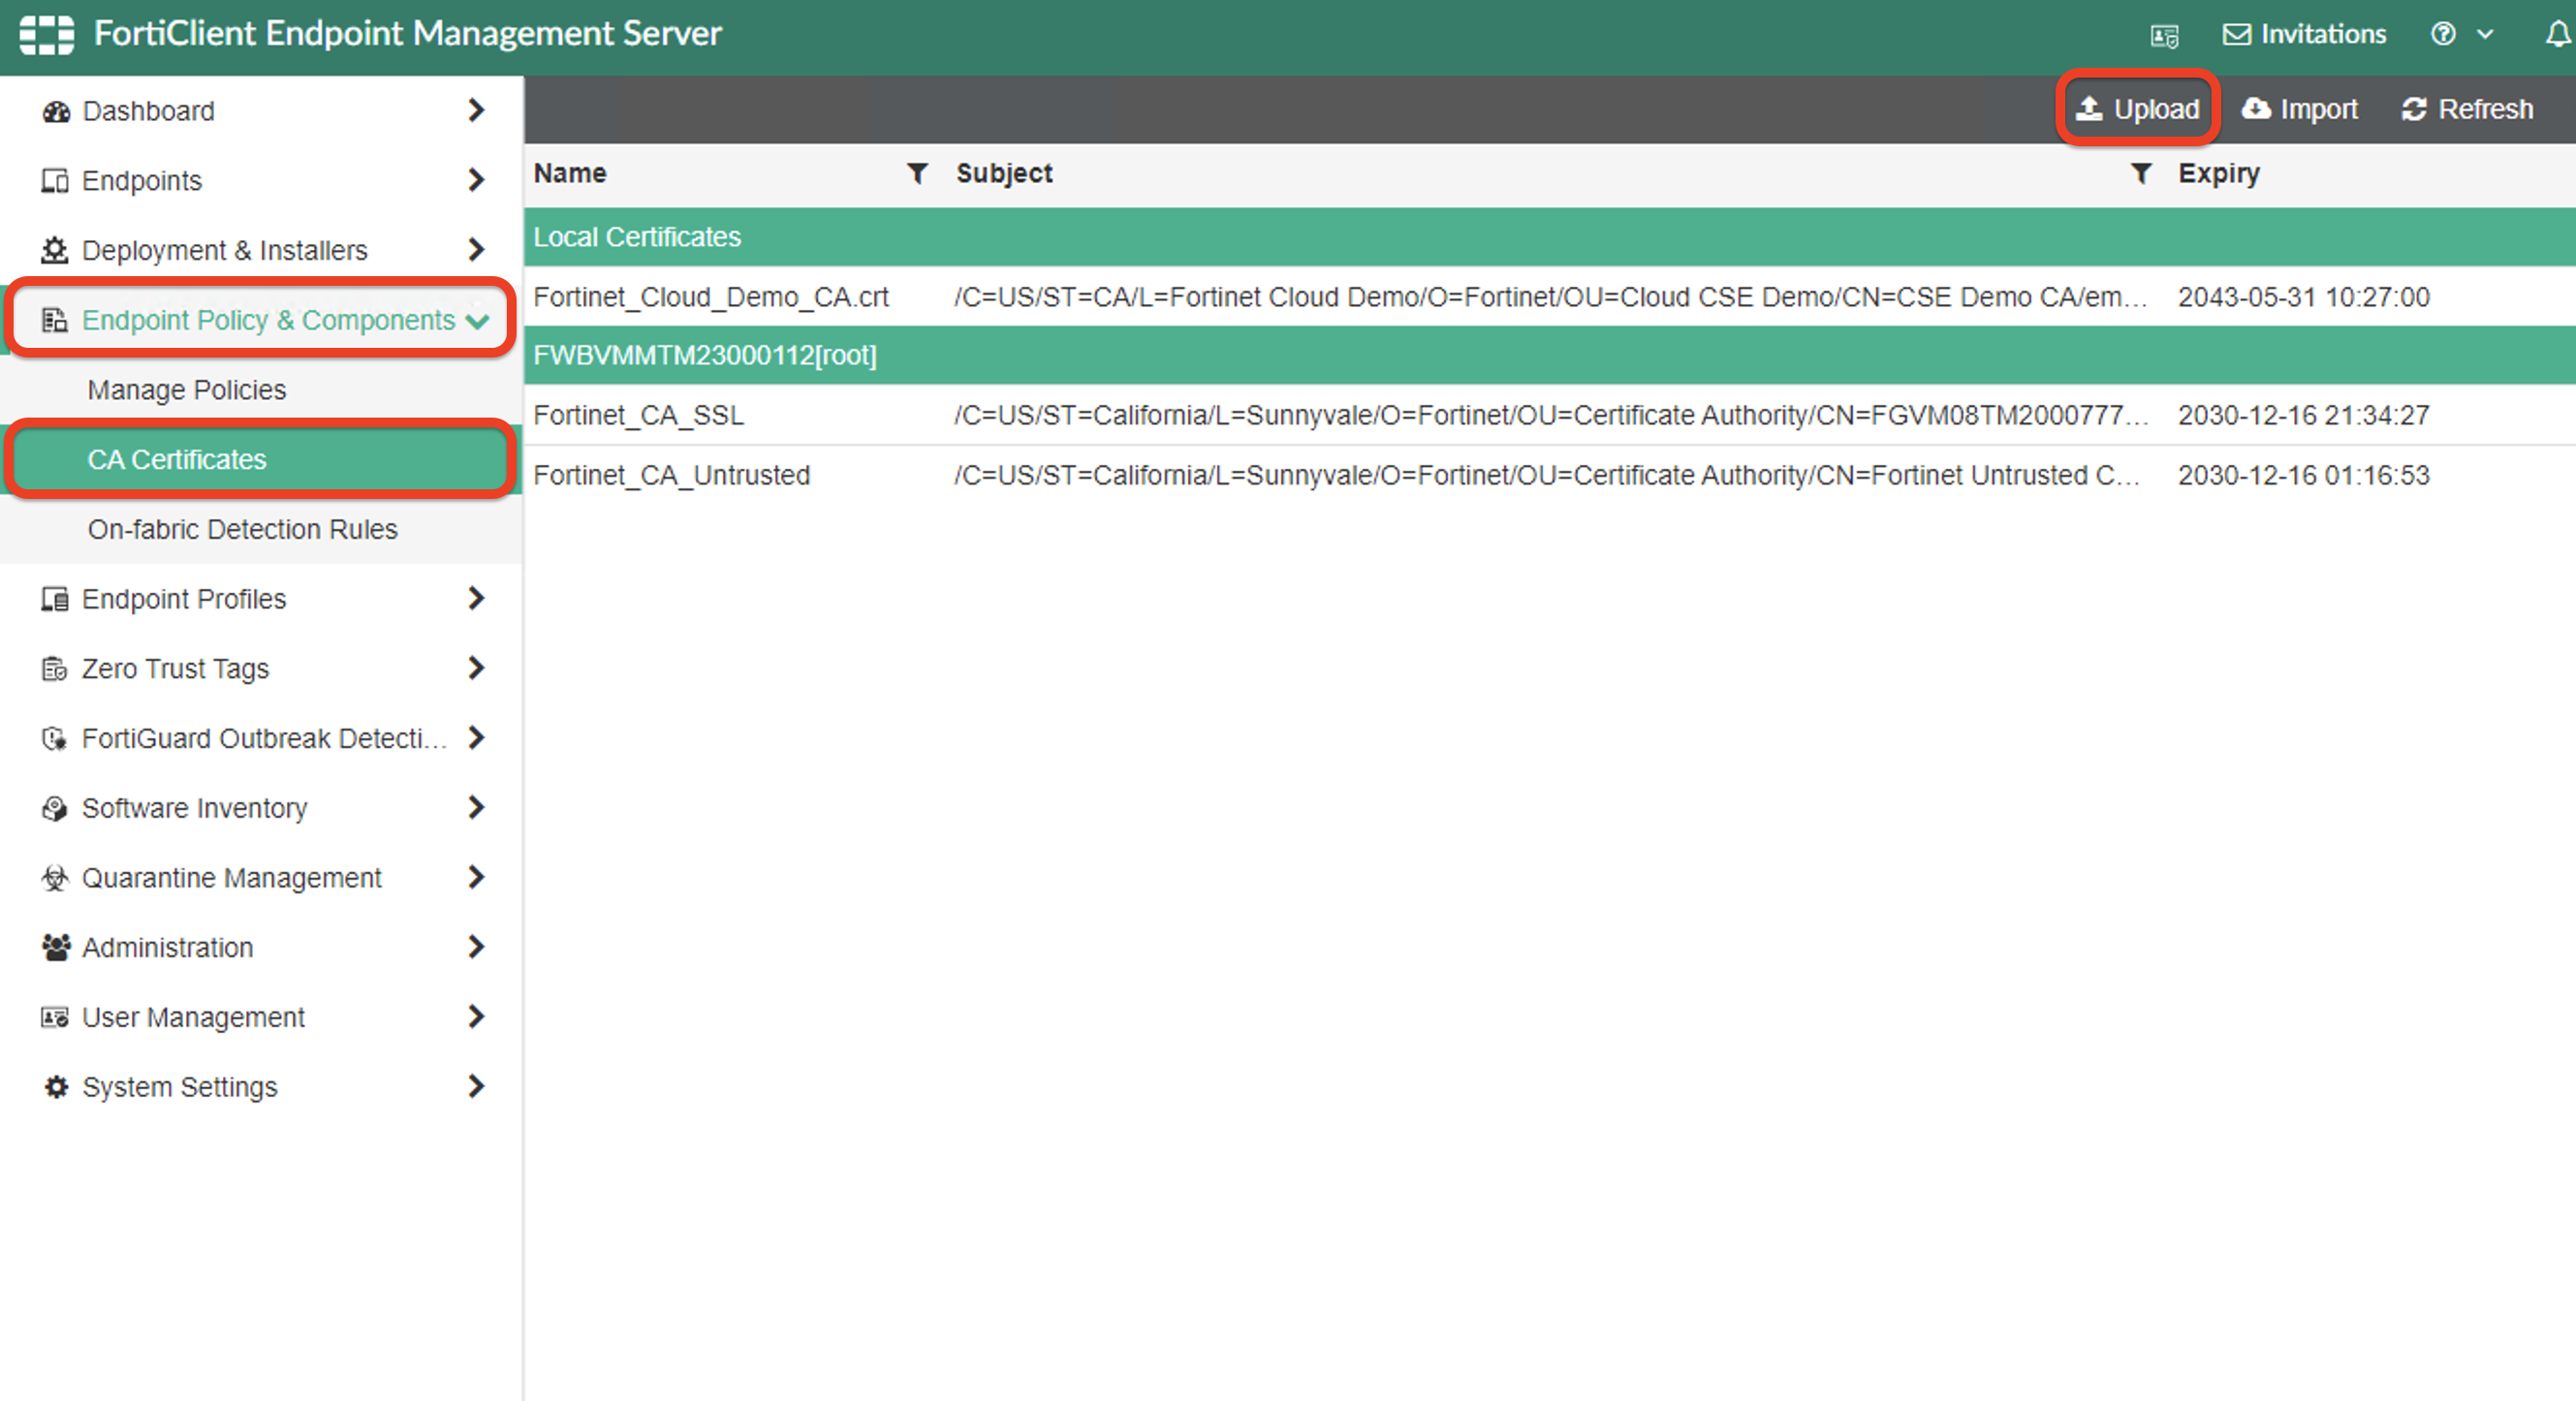 FortiClient Endpoint Management Server
Invitations
Upload
Import
Refresh
Dashboard
Endpoints
Deployment & Installers
Endpoint Policy & Components
Manage Policies
CA Certificates
On-fabric Detection Rules
Endpoint Profiles
Zero Trust Tags
FortiGuard Outbreak Detecti...
Software Inventory
Quarantine Management
Administration
User Management
System Settings
Name Subject Expiry
Local Certificates
Fortinet_Cloud_Demo_CA.crt /C=US/ST=CA/L=Fortinet Cloud Demo/O=Fortinet/OU=Cloud CSE Demo/CN=CSE Demo CA/em... 2043-05-31 10:27:00
FWBVMMTM23000112[root]
Fortinet_CA_SSL /C=US/ST=California/L=Sunnyvale/O=Fortinet/OU=Certificate Authority/CN=FGVM08TM2000777... 2030-12-16 21:34:27
Fortinet_CA_Untrusted /C=US/ST=California/L=Sunnyvale/O=Fortinet/OU=Certificate Authority/CN=Fortinet Untrusted C... 2030-12-16 01:16:53